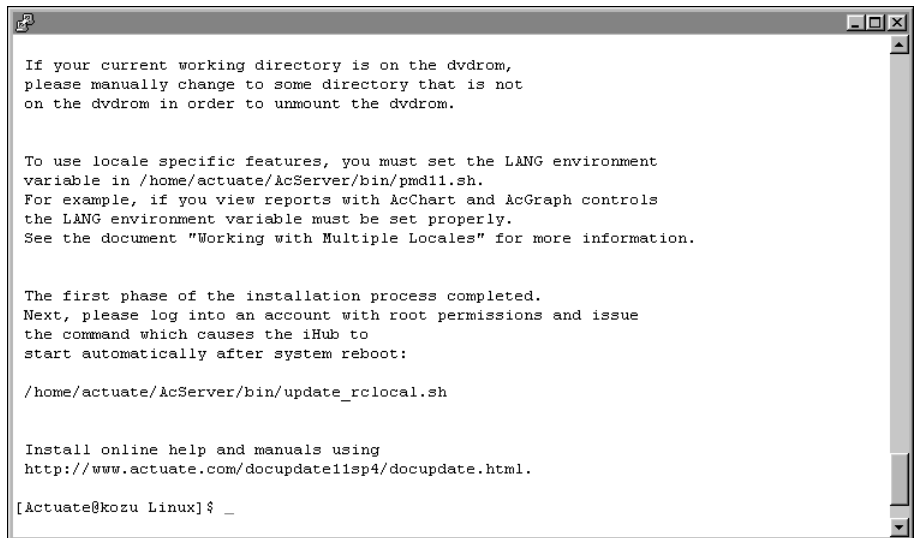 If your current working directory is on the dvdrom,
please manually change to some directory that is not
on the dvdrom in order to unmount the dvdrom.
To use locale specific features, you must set the LANG environment
variable in /home/actuate/AcServer/bin/pmd11.sh.
For example, if you view reports with AcChart and AcGraph controls
the LANG environment variable must be set properly.
See the document "Working with Multiple Locales" for more information.
The first phase of the installation process completed.
Next, please log into an account with root permissions and issue
the command which causes the iHub to
start automatically after system reboot:
/home/actuate/AcServer/bin/update_rclocal.sh
Install online help and manuals using
http://www.actuate.com/docupdate11sp4/docupdate.html.
[Actuate@kozu Linux]$ _